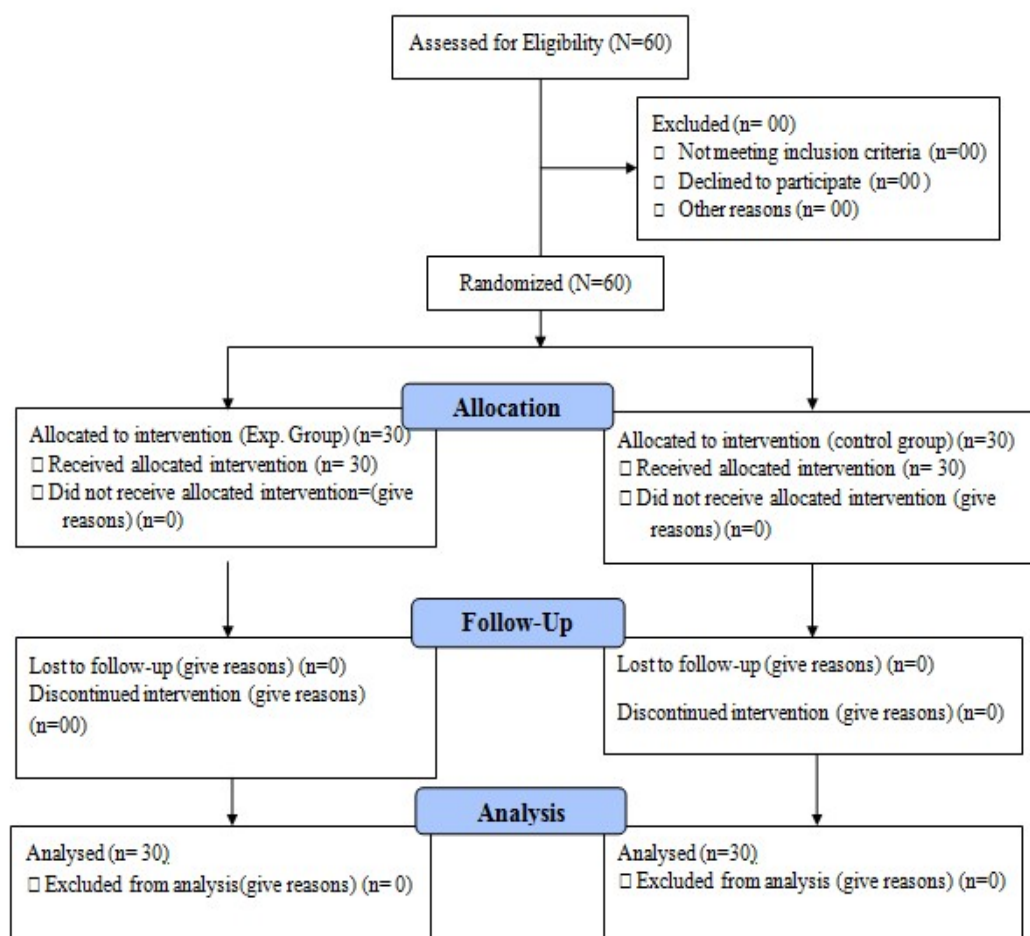 Assessed for Eligibility (N=60)
Excluded (n= 00)
□ Not meeting inclusion criteria (n=00)
□ Declined to participate (n=00 )
□ Other reasons (n= 00)
Randomized (N=60)
Allocation
Allocated to intervention (Exp. Group) (n=30)
□ Received allocated intervention (n= 30)
□ Did not receive allocated intervention=(give
reasons) (n=0)
Allocated to intervention (control group) (n=30)
□ Received allocated intervention (n= 30)
□ Did not receive allocated intervention (give
reasons) (n=0)
Follow-Up
Lost to follow-up (give reasons) (n=0)
Discontinued intervention (give reasons)
(n=00)
Lost to follow-up (give reasons) (n=0)
Discontinued intervention (give reasons) (n=0)
Analysis
Analysed (n= 30)
□ Excluded from analysis(give reasons) (n= 0)
Analysed (n=30)
□ Excluded from analysis (give reasons) (n=0)